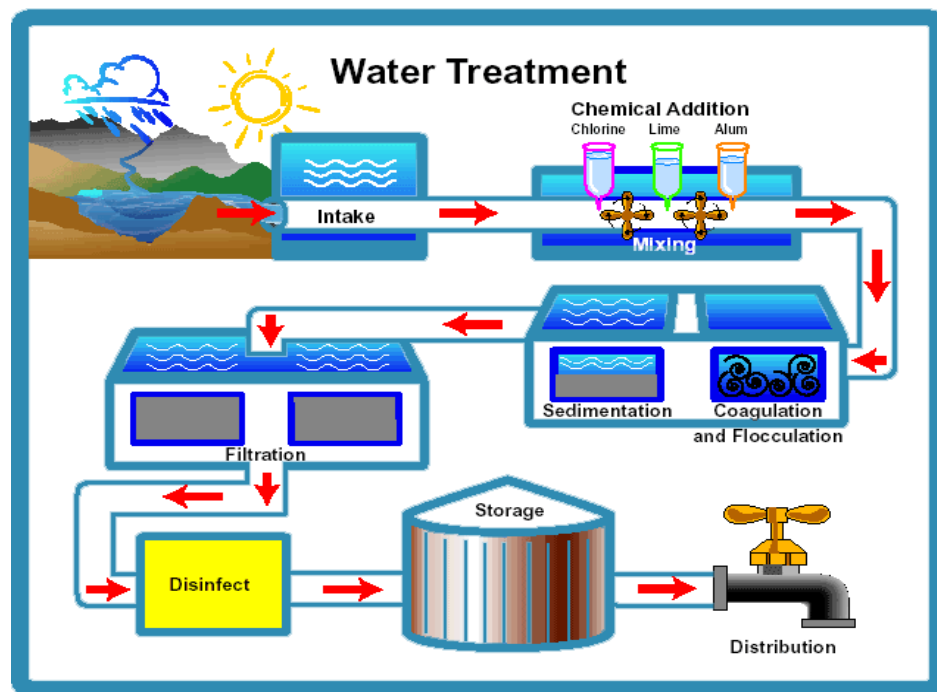 Water Treatment
Chemical Addition
Chlorine Lime Alum
Intake
Mixing
Sedimentation
Coagulation
and Flocculation
Filtration
Storage
Disinfect
Distribution